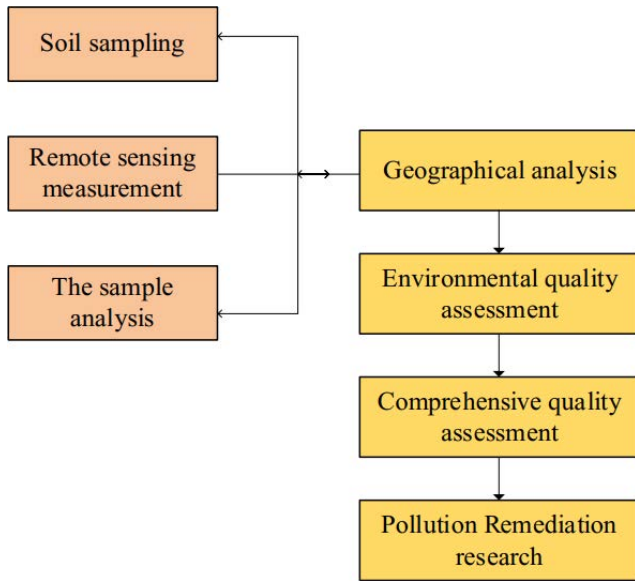 Soil sampling
Remote sensing
measurement
The sample
analysis
Geographical analysis
Environmental quality
assessment
Comprehensive quality
assessment
Pollution Remediation
research